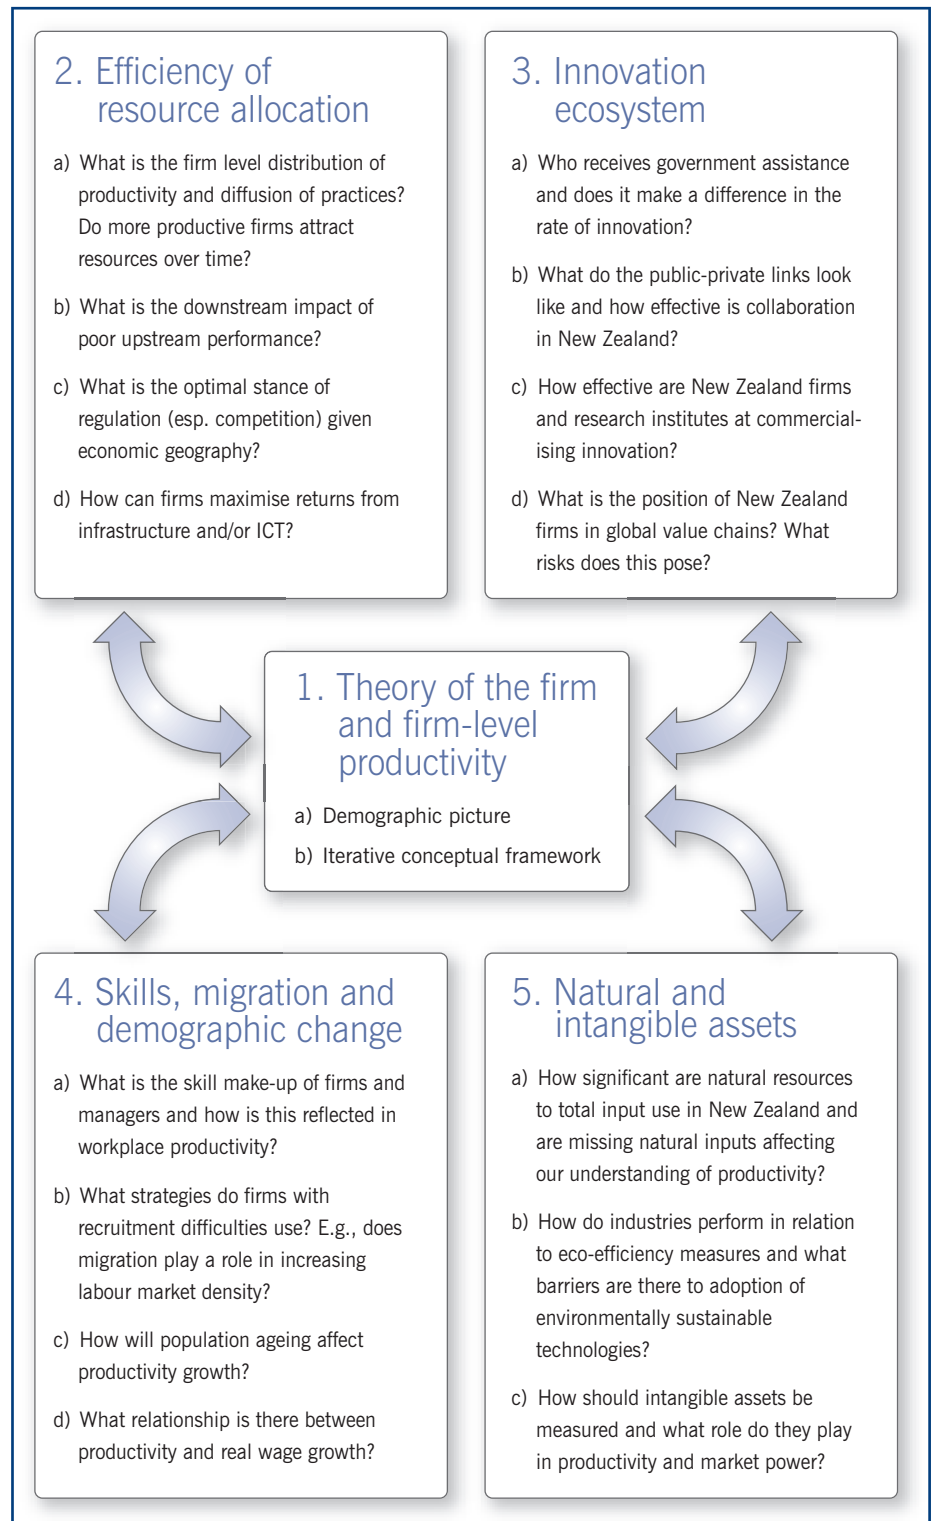 2. Efficiency of
resource allocation
a) What is the firm level distribution of
productivity and diffusion of practices?
Do more productive firms attract
resources over time?
b) What is the downstream impact of
poor upstream performance?
c) What is the optimal stance of
regulation (esp. competition) given
economic geography?
d) How can firms maximise returns from
infrastructure and/or ICT?
3. Innovation
ecosystem
a) Who receives government assistance
and does it make a difference in the
rate of innovation?
b) What do the public-private links look
like and how effective is collaboration
in New Zealand?
c) How effective are New Zealand firms
and research institutes at commercial-
ising innovation?
d) What is the position of New Zealand
firms in global value chains? What
risks does this pose?
1. Theory of the firm
and firm-level
productivity
a) Demographic picture
b) Iterative conceptual framework
4. Skills, migration and
demographic change
a) What is the skill make-up of firms and
managers and how is this reflected in
workplace productivity?
b) What strategies do firms with
recruitment difficulties use? E.g., does
migration play a role in increasing
labour market density?
c) How will population ageing affect
productivity growth?
d) What relationship is there between
productivity and real wage growth?
5. Natural and
intangible assets
a) How significant are natural resources
to total input use in New Zealand and
are missing natural inputs affecting
our understanding of productivity?
b) How do industries perform in relation
to eco-efficiency measures and what
barriers are there to adoption of
environmentally sustainable
technologies?
c) How should intangible assets be
measured and what role do they play
in productivity and market power?